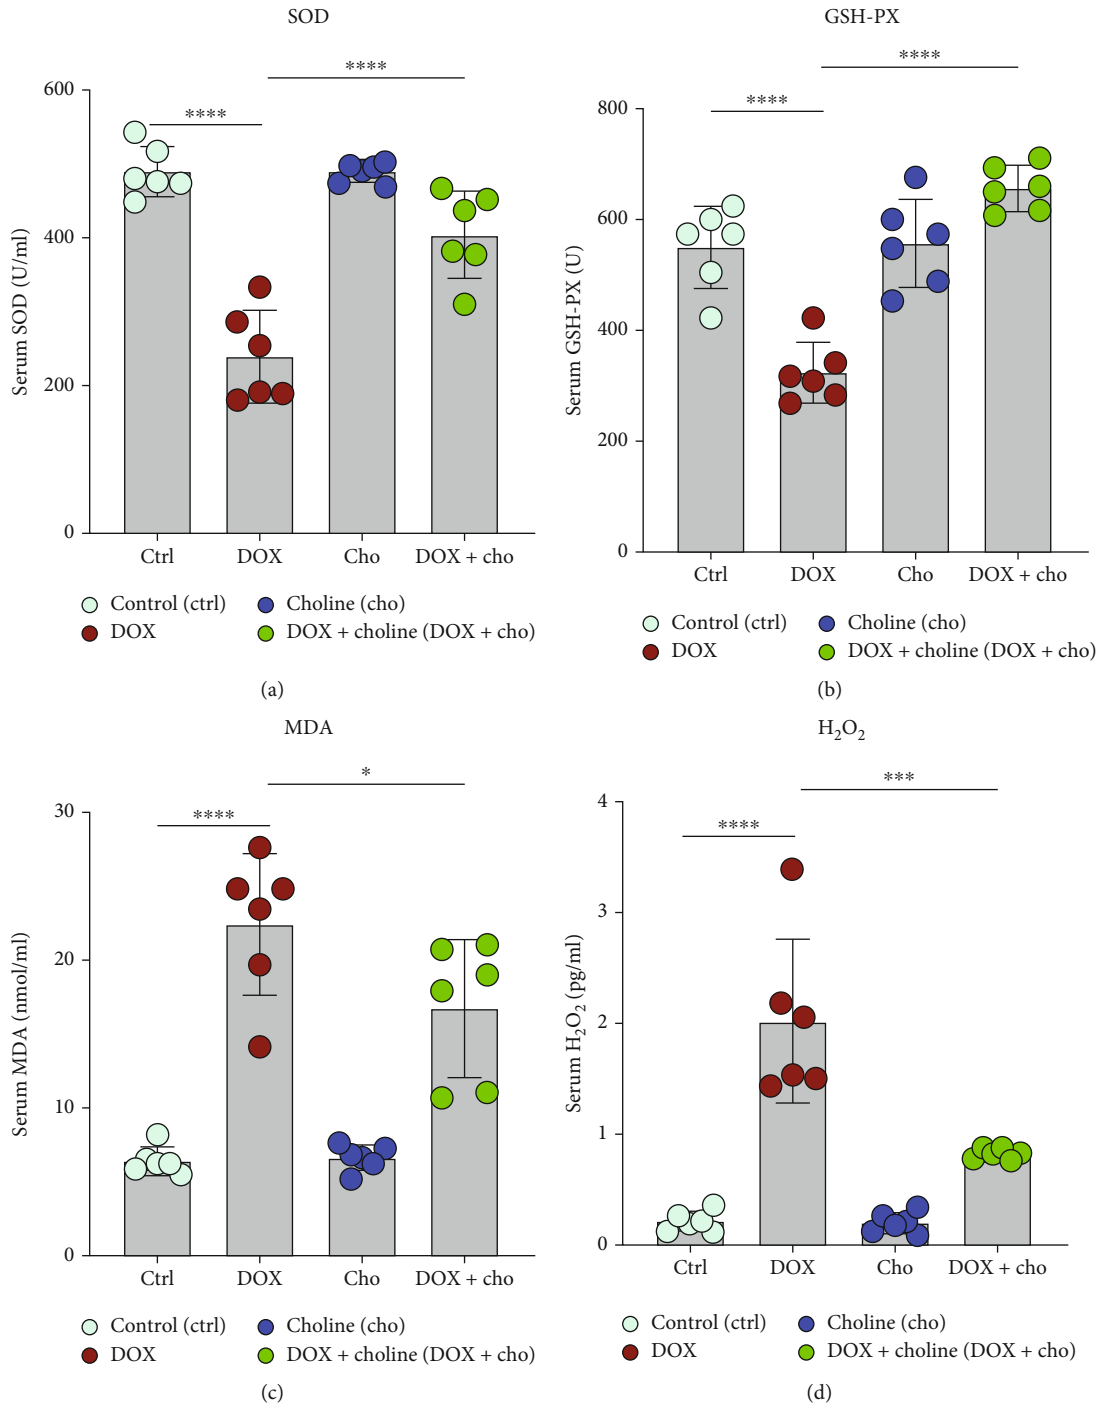 SOD
****
****
600
400
200
0
Serum SOD (U/ml)
Ctrl DOX Cho DOX + cho
Control (ctrl) Choline (cho)
DOX DOX + choline (DOX + cho)
(a)
GSH-PX
****
****
800
600
400
200
0
Serum GSH-PX (U)
Ctrl DOX Cho DOX + cho
Control (ctrl) Choline (cho)
DOX DOX + choline (DOX + cho)
(b)
MDA
*
****
30
20
10
0
Serum MDA (nmol/ml)
Ctrl DOX Cho DOX + cho
Control (ctrl) Choline (cho)
DOX DOX + choline (DOX + cho)
(c)
H₂O₂
***
****
4
3
2
1
0
Serum H₂O₂ (pg/ml)
Ctrl DOX Cho DOX + cho
Control (ctrl) Choline (cho)
DOX DOX + choline (DOX + cho)
(d)